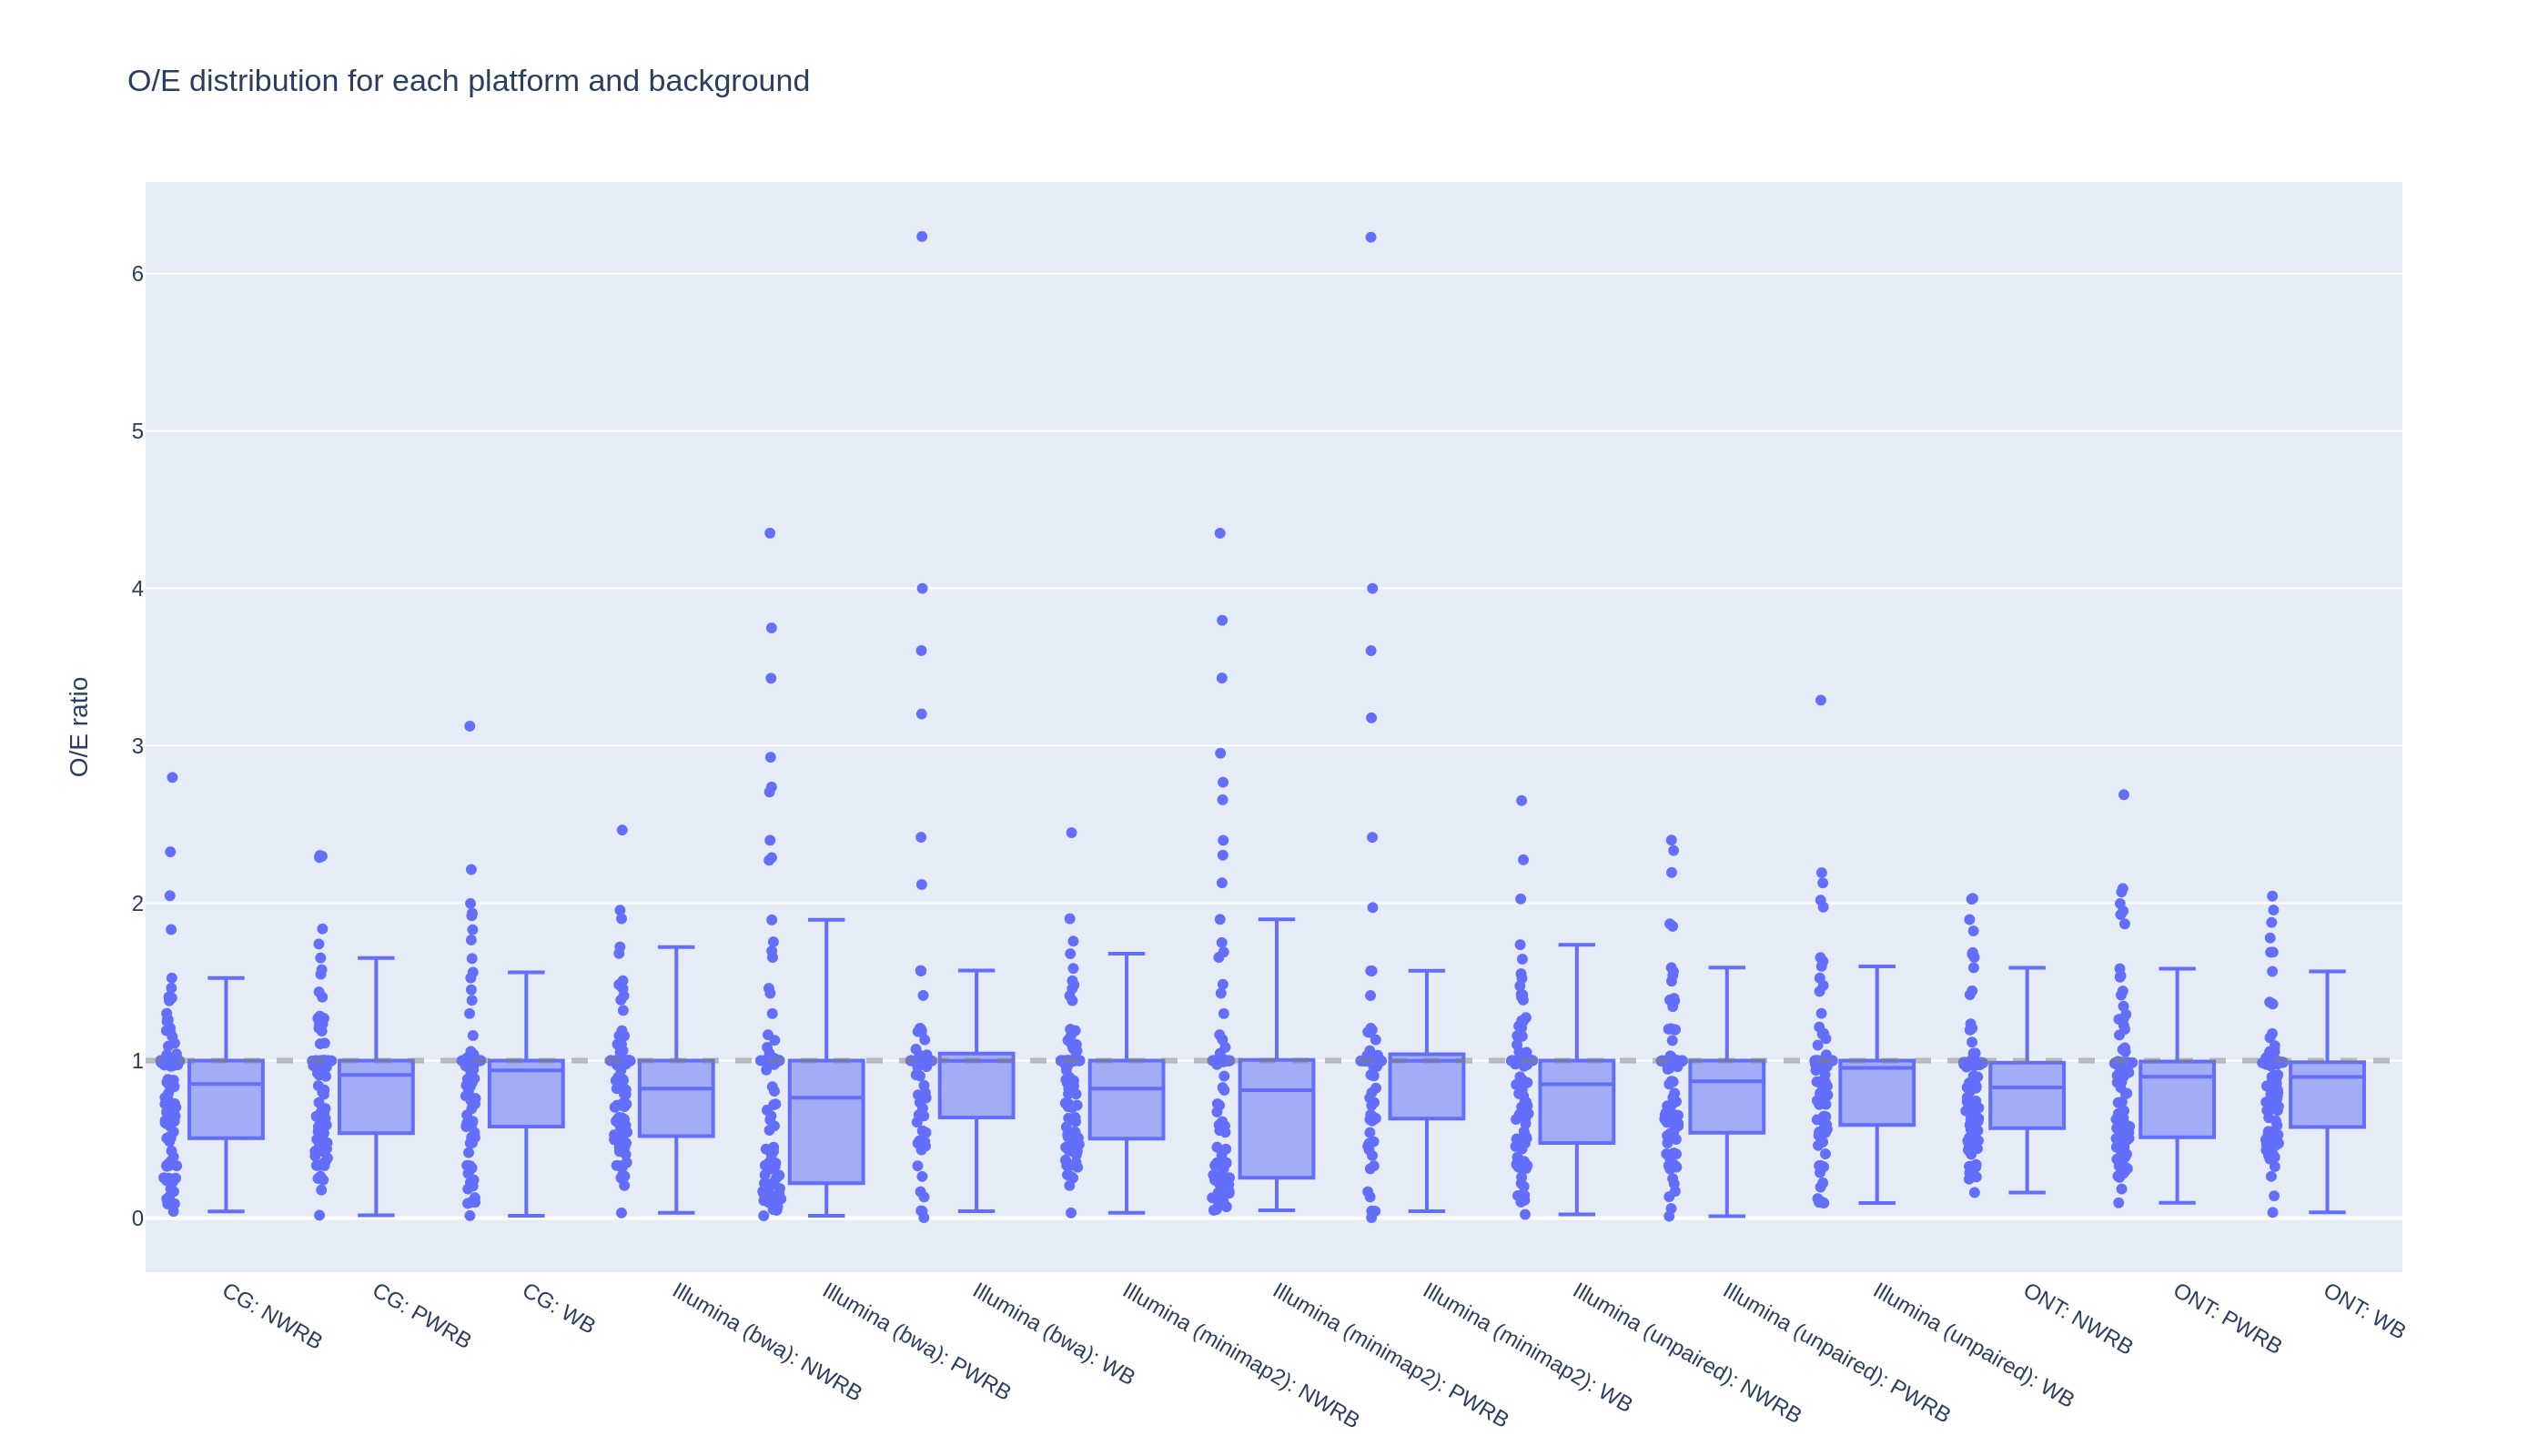 O/E distribution for each platform and background
6
5
4
3
2
1
0
O/E ratio
CG: NWRB
CG: PWRB
CG: WB
Illumina (bwa): NWRB
Illumina (bwa): PWRB
Illumina (bwa): WB
Illumina (minimap2): NWRB
Illumina (minimap2): PWRB
Illumina (minimap2): WB
Illumina (unpaired): NWRB
Illumina (unpaired): PWRB
Illumina (unpaired): WB
ONT: NWRB
ONT: PWRB
ONT: WB